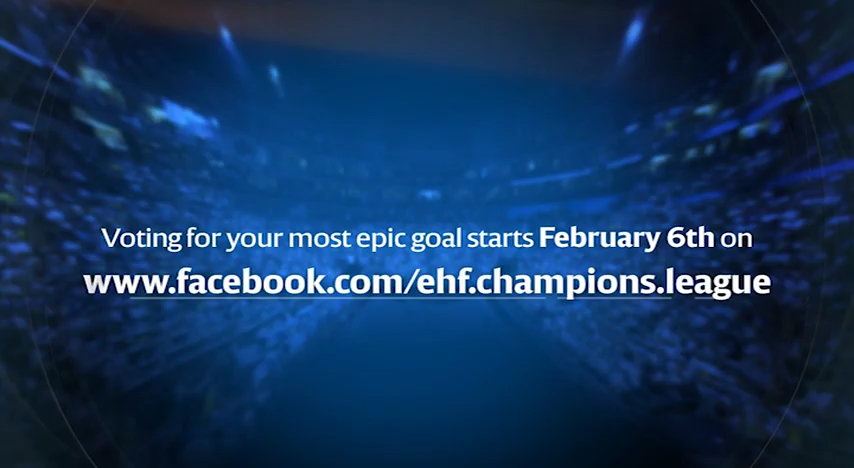 Voting for your most epic goal starts February 6th on
www.facebook.com/ehf.champions.league